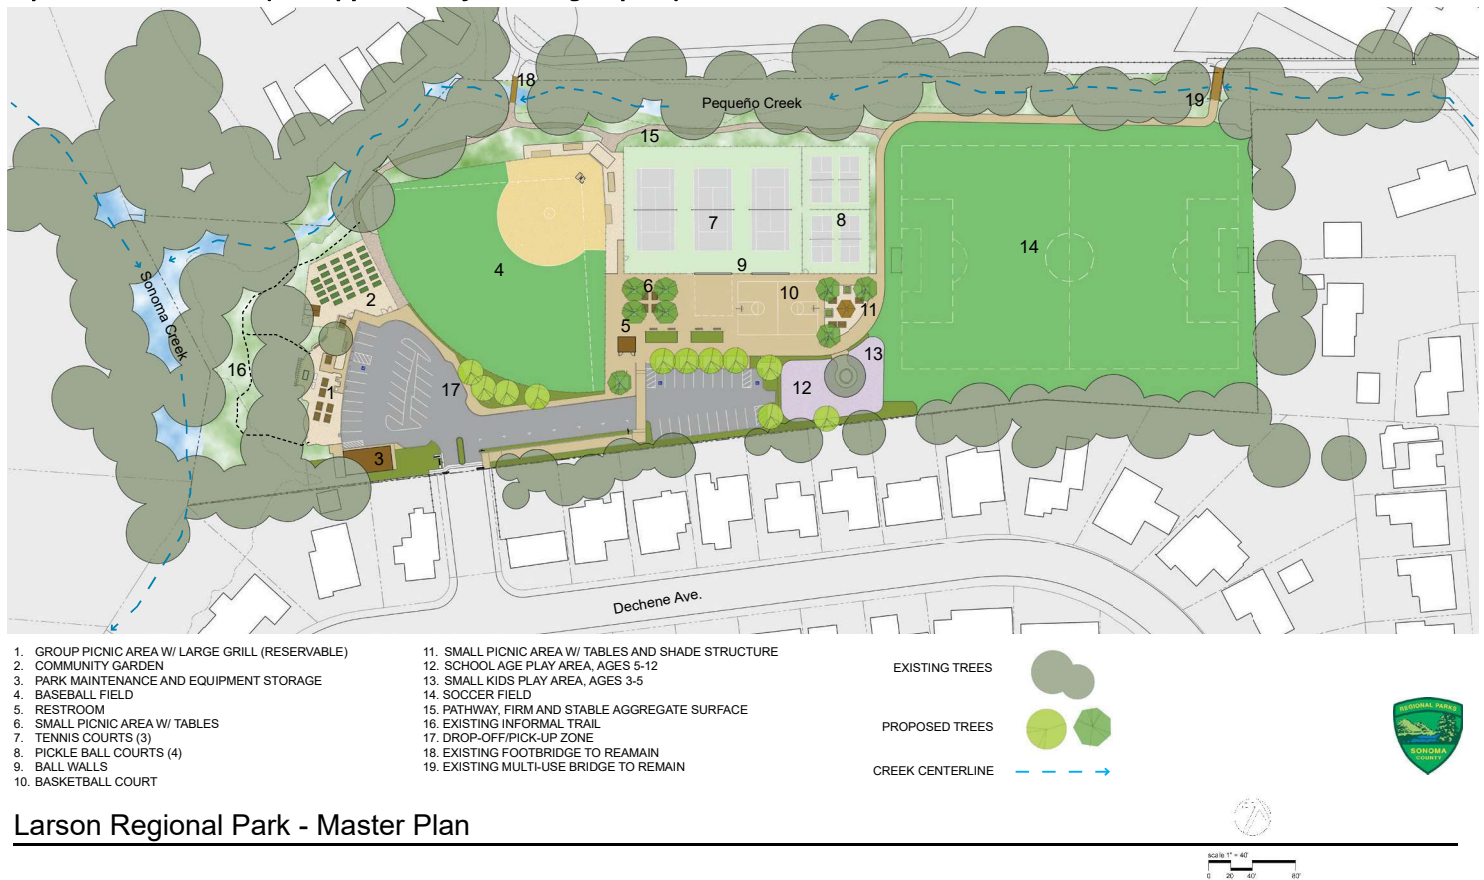 18
Pequeño Creek
19
15
7
8
14
4
9
6
10
2
11
5
Sonoma Creek
13
16
12
1
17
3
Dechene Ave.
1. GROUP PICNIC AREA W/ LARGE GRILL (RESERVABLE)
2. COMMUNITY GARDEN
3. PARK MAINTENANCE AND EQUIPMENT STORAGE
4. BASEBALL FIELD
5. RESTROOM
6. SMALL PICNIC AREA W/ TABLES
7. TENNIS COURTS (3)
8. PICKLE BALL COURTS (4)
9. BALL WALLS
10. BASKETBALL COURT
11. SMALL PICNIC AREA W/ TABLES AND SHADE STRUCTURE
12. SCHOOL AGE PLAY AREA, AGES 5-12
13. SMALL KIDS PLAY AREA, AGES 3-5
14. SOCCER FIELD
15. PATHWAY, FIRM AND STABLE AGGREGATE SURFACE
16. EXISTING INFORMAL TRAIL
17. DROP-OFF/PICK-UP ZONE
18. EXISTING FOOTBRIDGE TO REAMAIN
19. EXISTING MULTI-USE BRIDGE TO REMAIN
EXISTING TREES
PROPOSED TREES
CREEK CENTERLINE
REGIONAL PARKS
SONOMA
COUNTY
Larson Regional Park - Master Plan
scale 1" = 40'
0 20 40' 80'